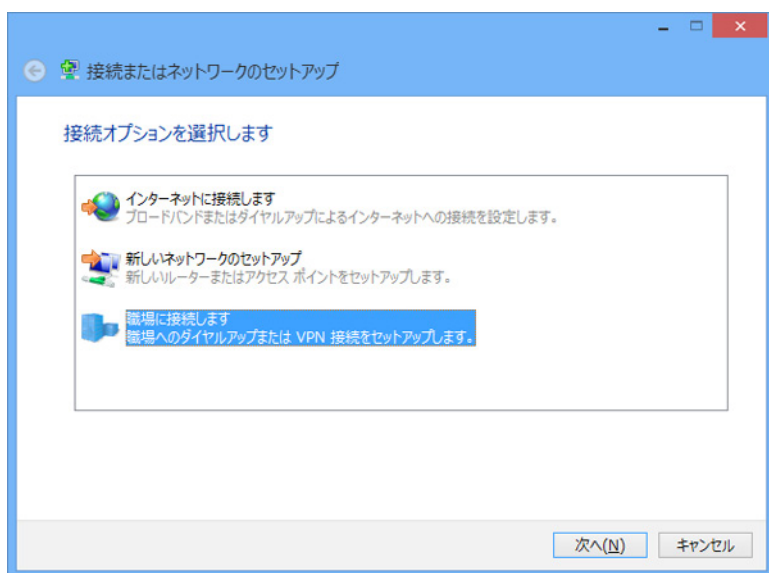 接続またはネットワークのセットアップ
接続オプションを選択します
インターネットに接続します
ブロードバンドまたはダイヤルアップによるインターネットへの接続を設定します。
新しいネットワークのセットアップ
新しいルーターまたはアクセス ポイントをセットアップします。
職場に接続します
職場へのダイヤルアップまたは VPN 接続をセットアップします。
次へ(N) キャンセル